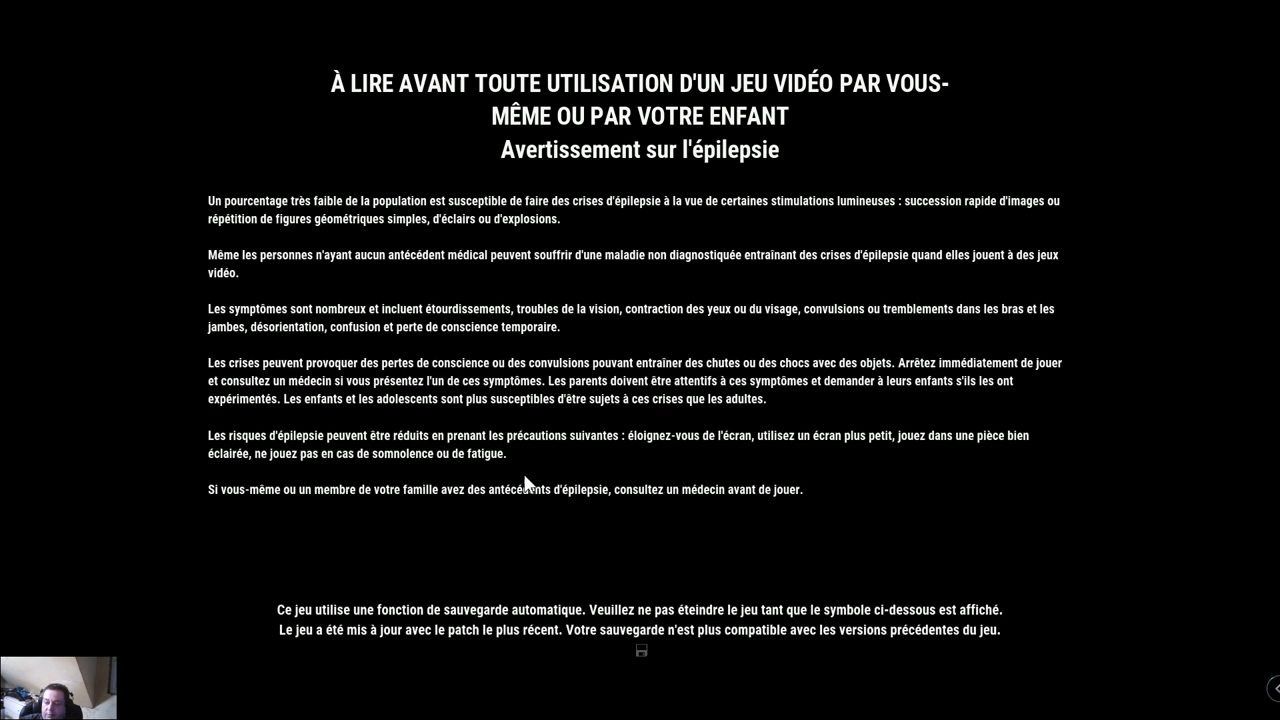 À LIRE AVANT TOUTE UTILISATION D'UN JEU VIDÉO PAR VOUS-
MÊME OU PAR VOTRE ENFANT
Avertissement sur l'épilepsie
Un pourcentage très faible de la population est susceptible de faire des crises d'épilepsie à la vue de certaines stimulations lumineuses : succession rapide d'images ou
répétition de figures géométriques simples, d'éclairs ou d'explosions.
Même les personnes n'ayant aucun antécédent médical peuvent souffrir d'une maladie non diagnostiquée entraînant des crises d'épilepsie quand elles jouent à des jeux
vidéo.
Les symptômes sont nombreux et incluent étourdissements, troubles de la vision, contraction des yeux ou du visage, convulsions ou tremblements dans les bras et les
jambes, désorientation, confusion et perte de conscience temporaire.
Les crises peuvent provoquer des pertes de conscience ou des convulsions pouvant entraîner des chutes ou des chocs avec des objets. Arrêtez immédiatement de jouer
et consultez un médecin si vous présentez l'un de ces symptômes. Les parents doivent être attentifs à ces symptômes et demander à leurs enfants s'ils les ont
expérimentés. Les enfants et les adolescents sont plus susceptibles d'être sujets à ces crises que les adultes.
Les risques d'épilepsie peuvent être réduits en prenant les précautions suivantes : éloignez-vous de l'écran, utilisez un écran plus petit, jouez dans une pièce bien
éclairée, ne jouez pas en cas de somnolence ou de fatigue.
Si vous-même ou un membre de votre famille avez des antécédents d'épilepsie, consultez un médecin avant de jouer.
Ce jeu utilise une fonction de sauvegarde automatique. Veuillez ne pas éteindre le jeu tant que le symbole ci-dessous est affiché.
Le jeu a été mis à jour avec le patch le plus récent. Votre sauvegarde n'est plus compatible avec les versions précédentes du jeu.